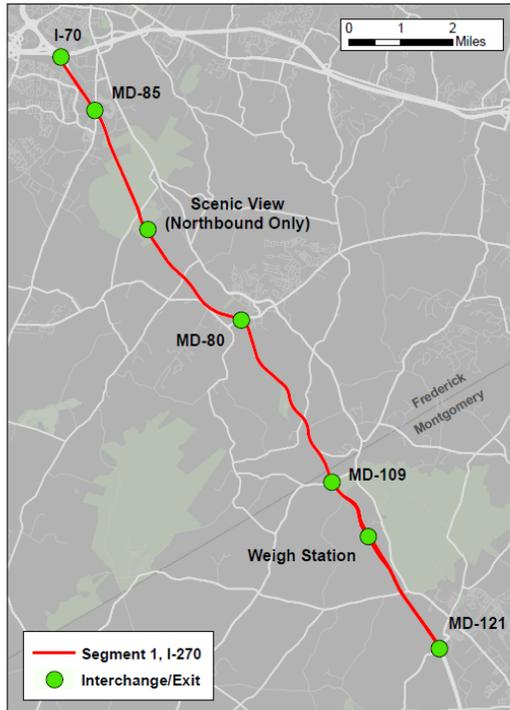 0 1 2
Miles
I-70
MD-85
Scenic View
(Northbound Only)
MD-80
Frederick
Montgomery
MD-109
Weigh Station
MD-121
Segment 1, I-270
Interchange/Exit